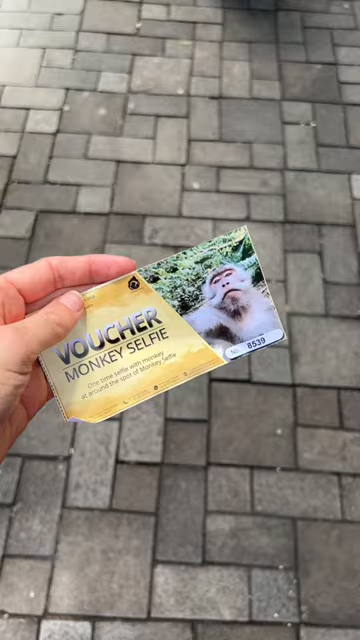 VOUCHER
MONKEY SELFIE
One time selfie with monkey
at around the spot of Monkey selfie
No. 8539